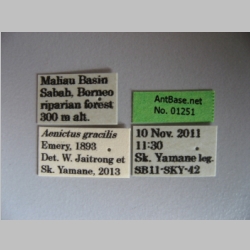 Maliau Basin
Sabah, Borneo
riparian forest
300 m alt.
AntBase.net
No. 01251
Aenictus gracilis
Emery, 1893
Det. W. Jaitrong et
Sk. Yamane, 2013
10 Nov. 2011
11:30
Sk. Yamane leg.
SB11-SKY-42